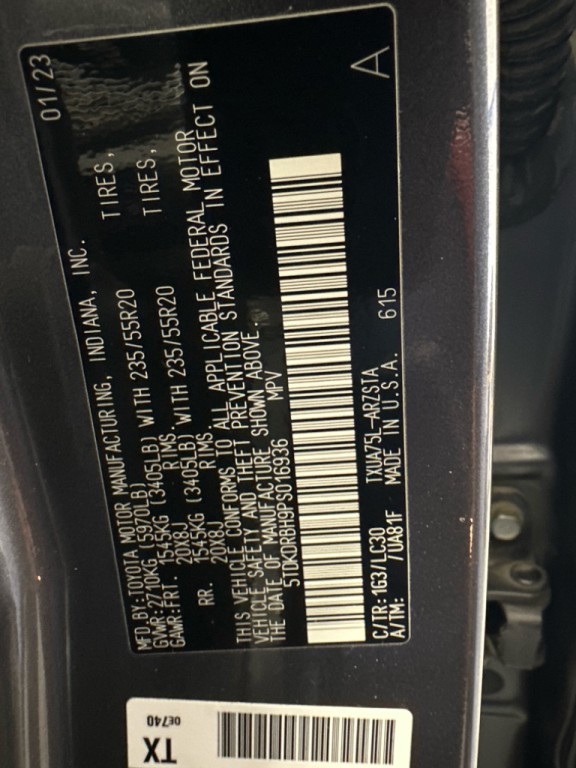 MFD BY:TOYOTA MOTOR MANUFACTURING, INDIANA, INC. 01/23
GVWR:2710KG (5970LB)
GAWR:FRT. 1545KG (3405LB) WITH 235/55R20 TIRES,
20X8J RIMS
RR. 1545KG (3405LB) WITH 235/55R20 TIRES,
20X8J RIMS
THIS VEHICLE CONFORMS TO ALL APPLICABLE FEDERAL MOTOR
VEHICLE SAFETY AND THEFT PREVENTION STANDARDS IN EFFECT ON
THE DATE OF MANUFACTURE SHOWN ABOVE.
5TDKDRBH9PS016936 MPV
C/TR:1G3/LC30 TXUA75L-ARZSTA
A/TM: /UA81F MADE IN U.S.A. 615 A
TX
0E740